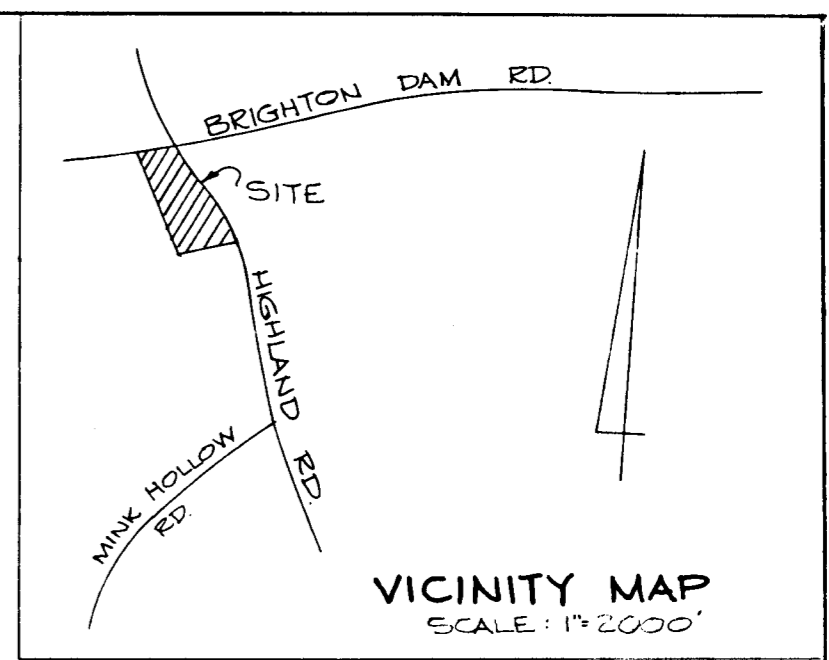 BRIGHTON DAM RD.
SITE
HIGHLAND RD.
MINK HOLLOW
RD.
VICINITY MAP
SCALE: 1"=2000'